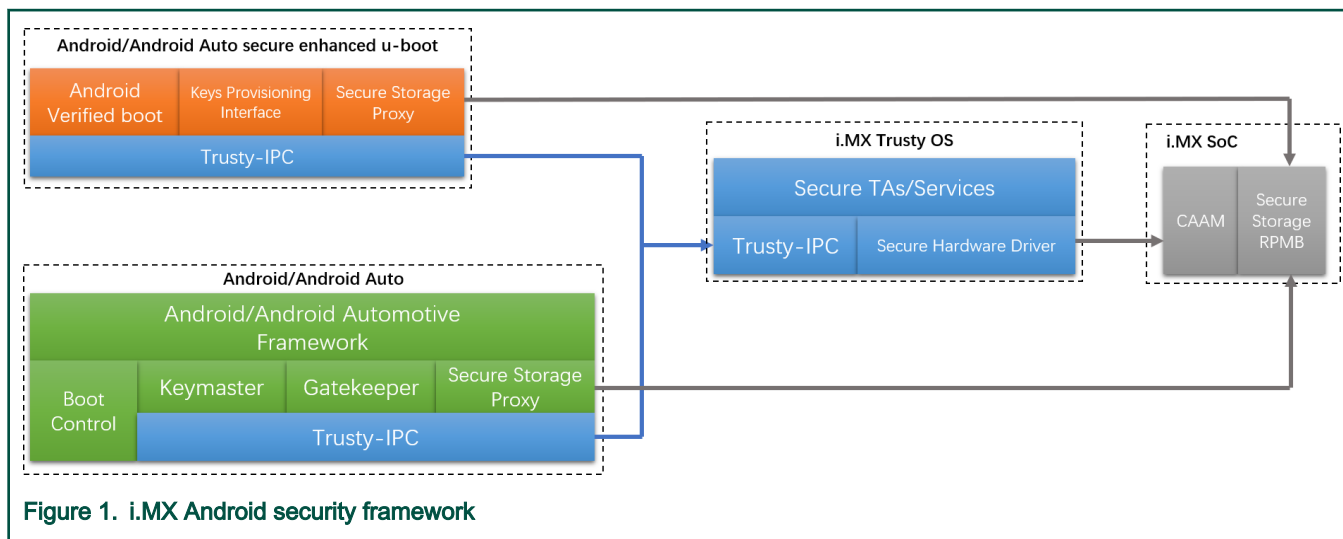 Android/Android Auto secure enhanced u-boot
Android
Verified boot
Keys Provisioning
Interface
Secure Storage
Proxy
Trusty-IPC
Android/Android Auto
Android/Android Automotive
Framework
Boot
Control
Keymaster
Gatekeeper
Secure Storage
Proxy
Trusty-IPC
i.MX Trusty OS
Secure TAs/Services
Trusty-IPC
Secure Hardware Driver
i.MX SoC
CAAM
Secure
Storage
RPMB
Figure 1. i.MX Android security framework